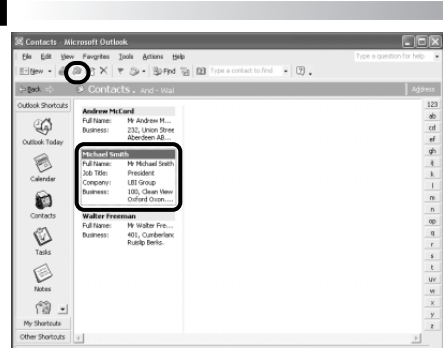 Contacts - Microsoft Outlook
File Edit View Favorites Tools Actions Help
Type a question for help
New
Find
Type a contact to find
Back
Contacts . And - Wal
Address
Outlook Shortcuts
Outlook Today
Calendar
Contacts
Tasks
Notes
My Shortcuts
Other Shortcuts
Andrew McCord
Full Name: Mr Andrew M...
Business: 232, Union Stree
Aberdeen AB...
Michael Smith
Full Name: Mr Michael Smith
Job Title: President
Company: LBI Group
Business: 100, Clean View
Oxford Oxon....
Walter Freeman
Full Name: Mr Walter Fre...
Business: 401, Cumberlanc
Ruislip Berks.
123
ab
cd
ef
gh
ij
k
l
m
n
op
q
r
s
t
uv
w
x
y
z